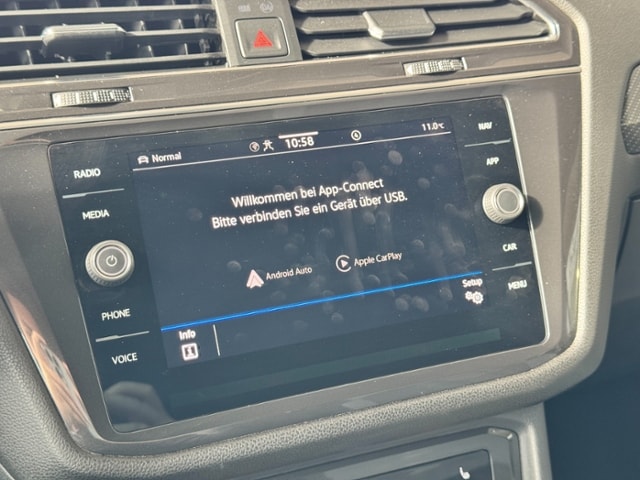 RADIO
MEDIA
PHONE
VOICE
Normal
10:58
11.0°C
Willkommen bei App-Connect
Bitte verbinden Sie ein Gerät über USB.
Android Auto
Apple CarPlay
Info
Setup
NAV
APP
CAR
MENU